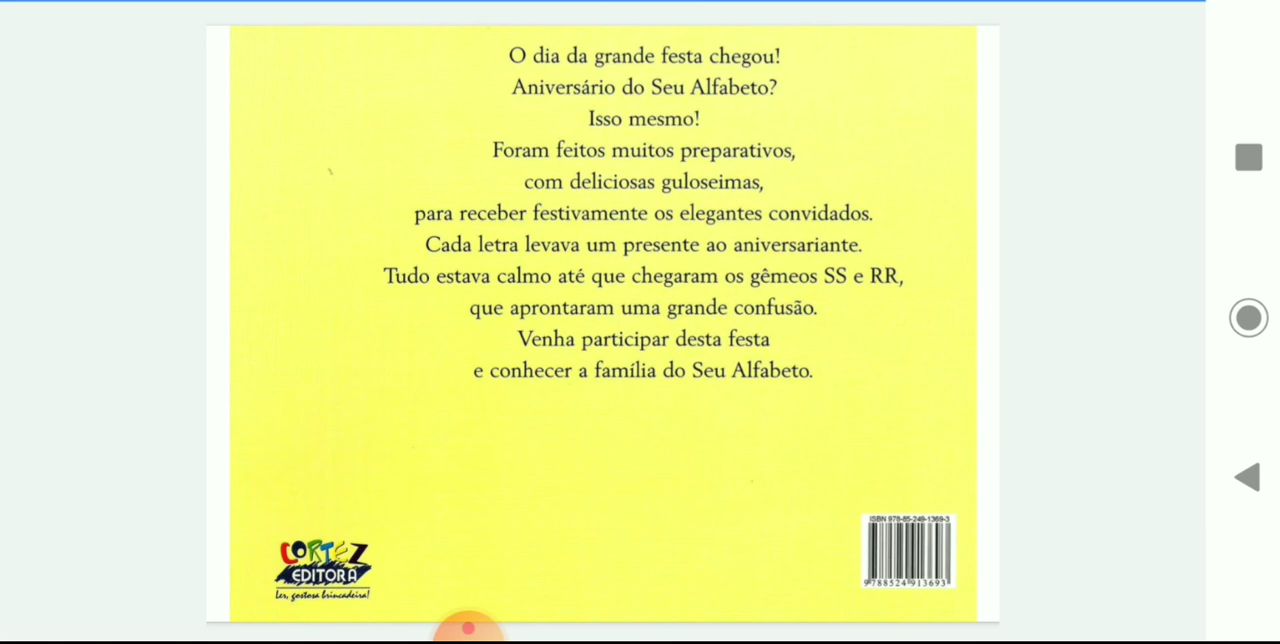 O dia da grande festa chegou!
Aniversário do Seu Alfabeto?
Isso mesmo!
Foram feitos muitos preparativos,
com deliciosas guloseimas,
para receber festivamente os elegantes convidados.
Cada letra levava um presente ao aniversariante.
Tudo estava calmo até que chegaram os gêmeos SS e RR,
que aprontaram uma grande confusão.
Venha participar desta festa
e conhecer a família do Seu Alfabeto.
ISBN 978-85-249-1369-3
9788524913693
CORTEZ
EDITORA
Ler, gostosa brincadeira!